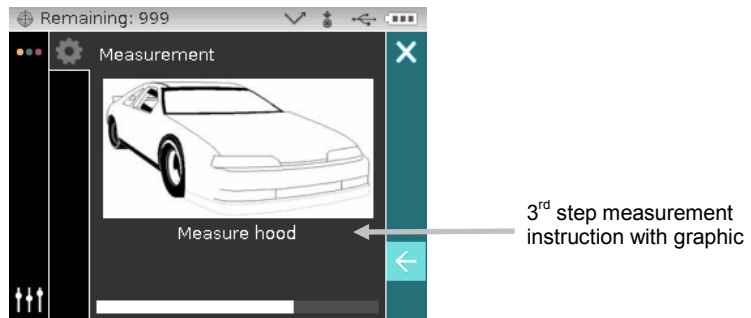 Remaining: 999
Measurement
Measure hood
3rd step measurement
instruction with graphic